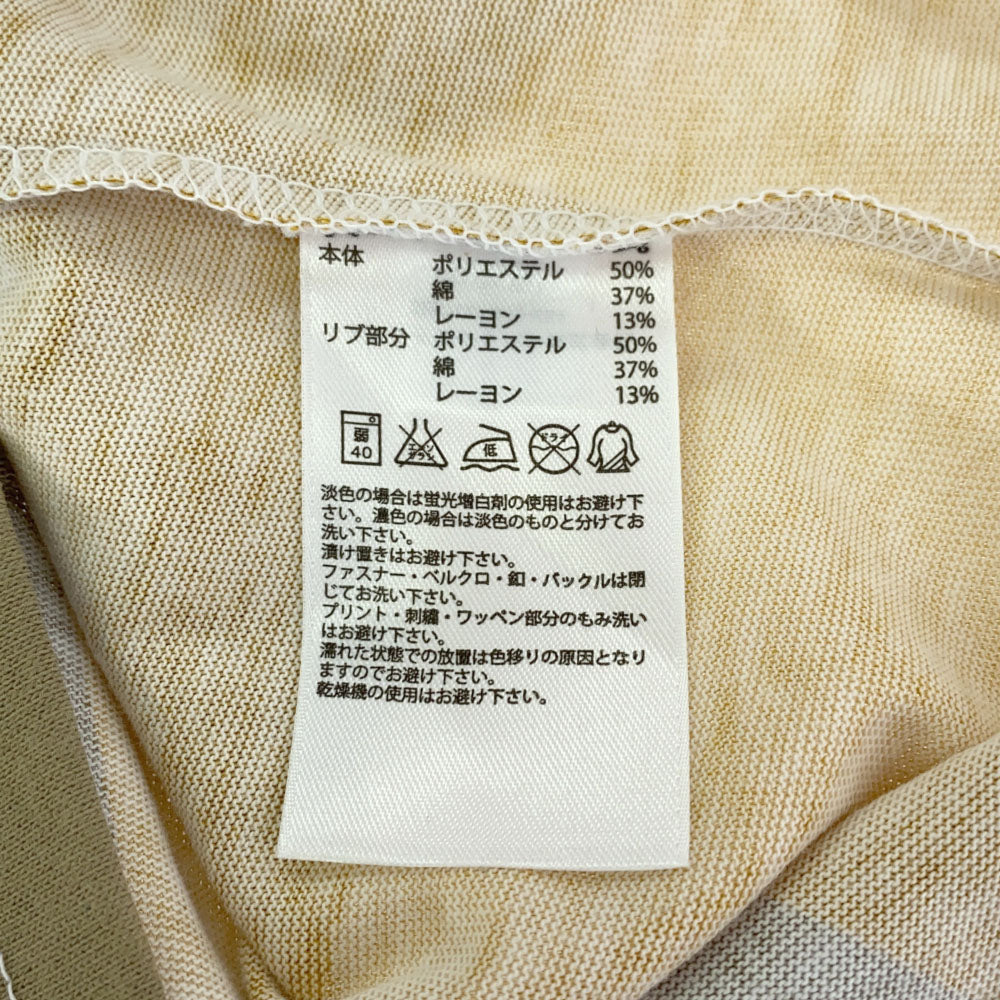 本体 ポリエステル 50%
綿 37%
レーヨン 13%
リブ部分 ポリエステル 50%
綿 37%
レーヨン 13%
弱 40 エンソ サラシ 低 ドライ
淡色の場合は蛍光増白剤の使用はお避け下
さい。濃色の場合は淡色のものと分けてお
洗い下さい。
漬け置きはお避け下さい。
ファスナー・ベルクロ・釦・バックルは閉
じてお洗い下さい。
プリント・刺繍・ワッペン部分のもみ洗い
はお避け下さい。
濡れた状態での放置は色移りの原因となり
ますのでお避け下さい。
乾燥機の使用はお避け下さい。